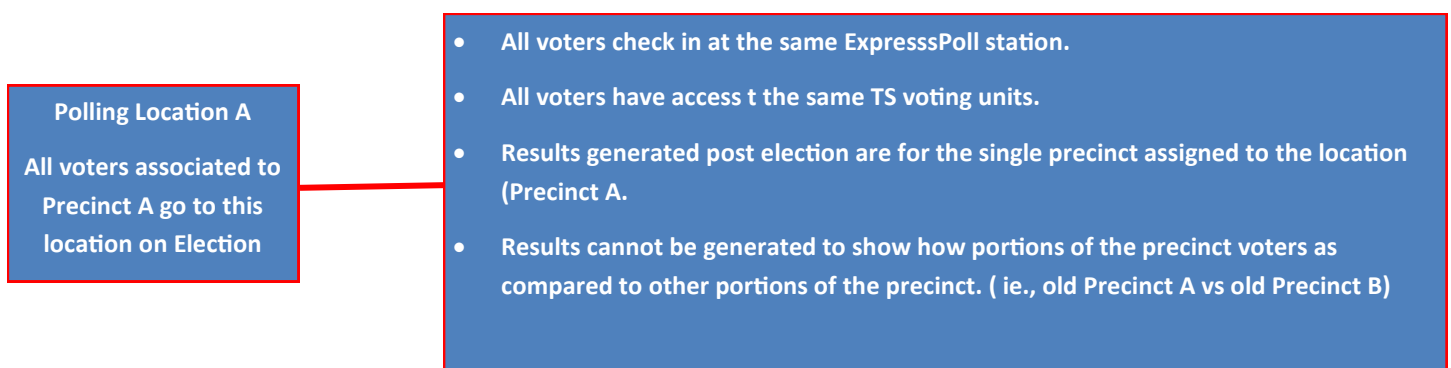 Polling Location A
All voters associated to
Precinct A go to this
location on Election
• All voters check in at the same ExpresssPoll station.
• All voters have access t the same TS voting units.
• Results generated post election are for the single precinct assigned to the location
(Precinct A.
• Results cannot be generated to show how portions of the precinct voters as
compared to other portions of the precinct. ( ie., old Precinct A vs old Precinct B)